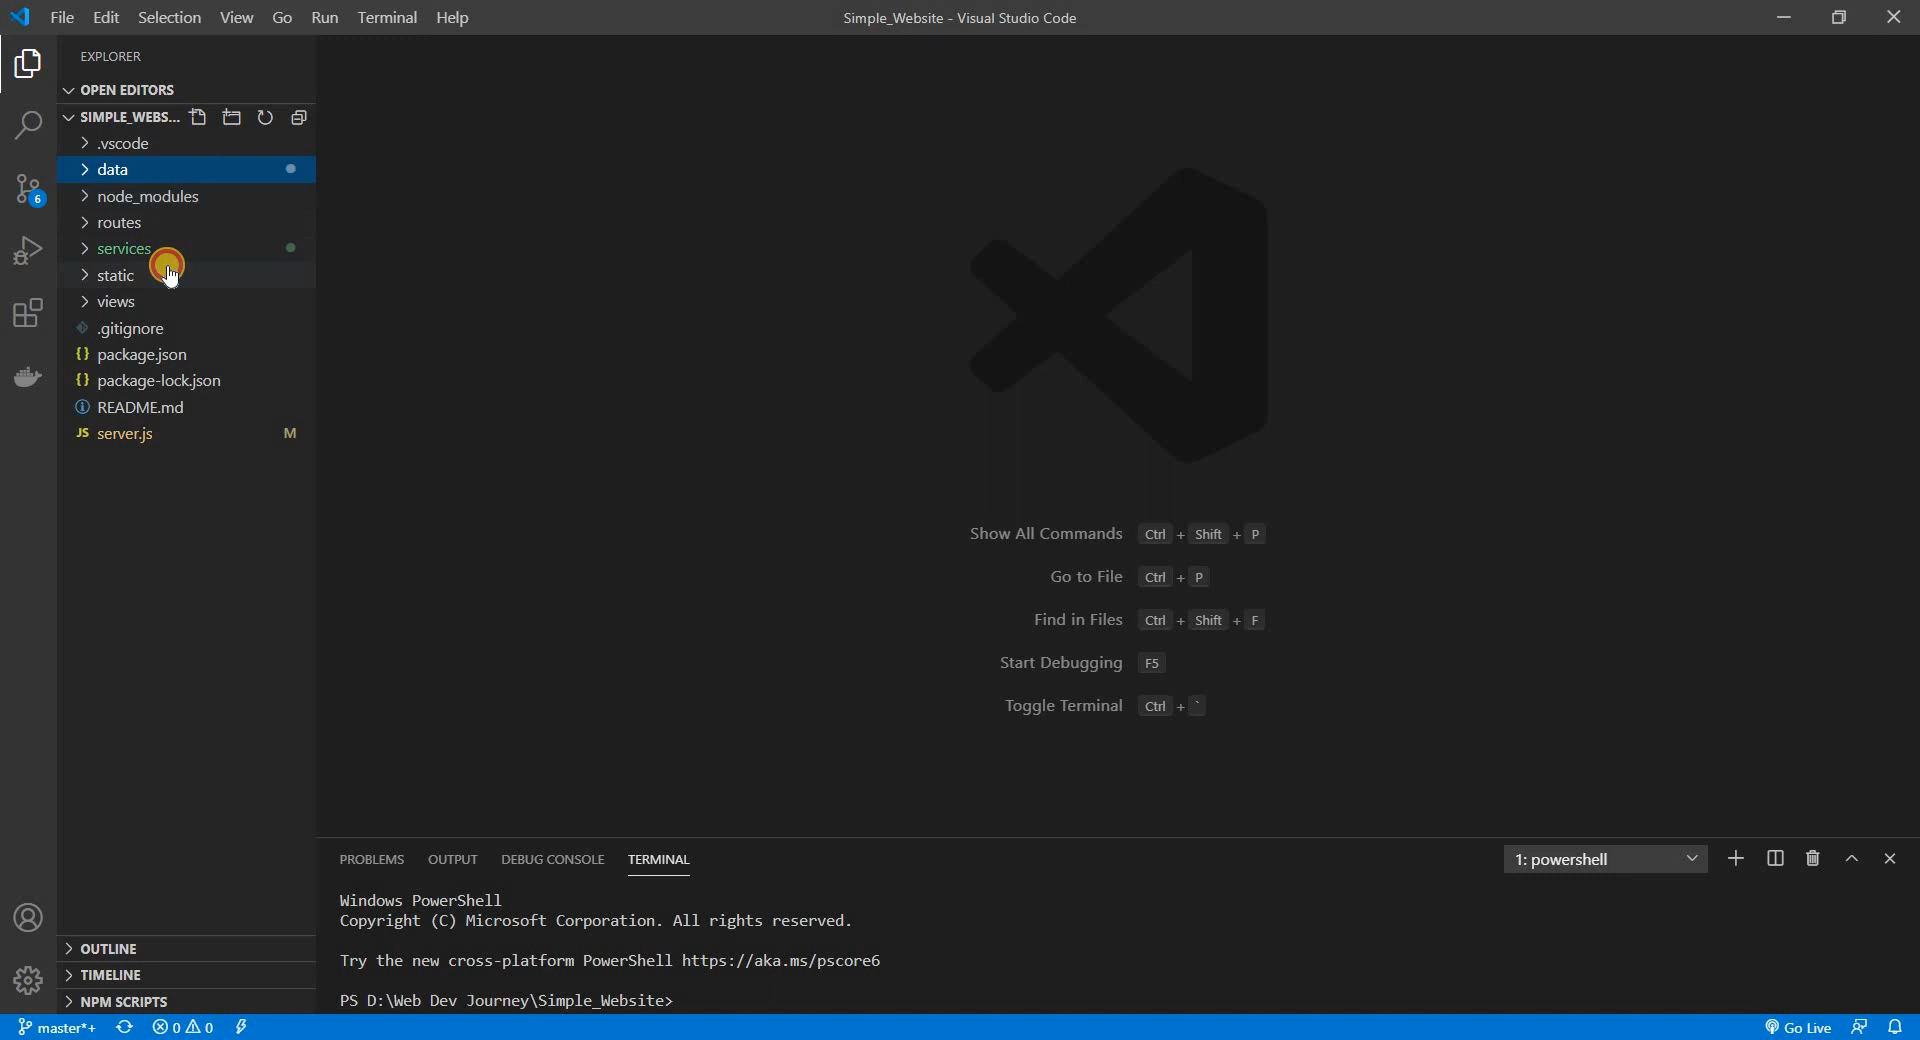 File Edit Selection View Go Run Terminal Help
Simple_Website - Visual Studio Code
EXPLORER
OPEN EDITORS
SIMPLE_WEBS...
.vscode
data
node_modules
routes
services
static
views
.gitignore
{} package.json
{} package-lock.json
README.md
JS server.js M
6
OUTLINE
TIMELINE
NPM SCRIPTS
Show All Commands Ctrl + Shift + P
Go to File Ctrl + P
Find in Files Ctrl + Shift + F
Start Debugging F5
Toggle Terminal Ctrl + `
PROBLEMS OUTPUT DEBUG CONSOLE TERMINAL
1: powershell
Windows PowerShell
Copyright (C) Microsoft Corporation. All rights reserved.
Try the new cross-platform PowerShell https://aka.ms/pscore6
PS D:\Web Dev Journey\Simple_Website>
master*+ 0 0 Go Live